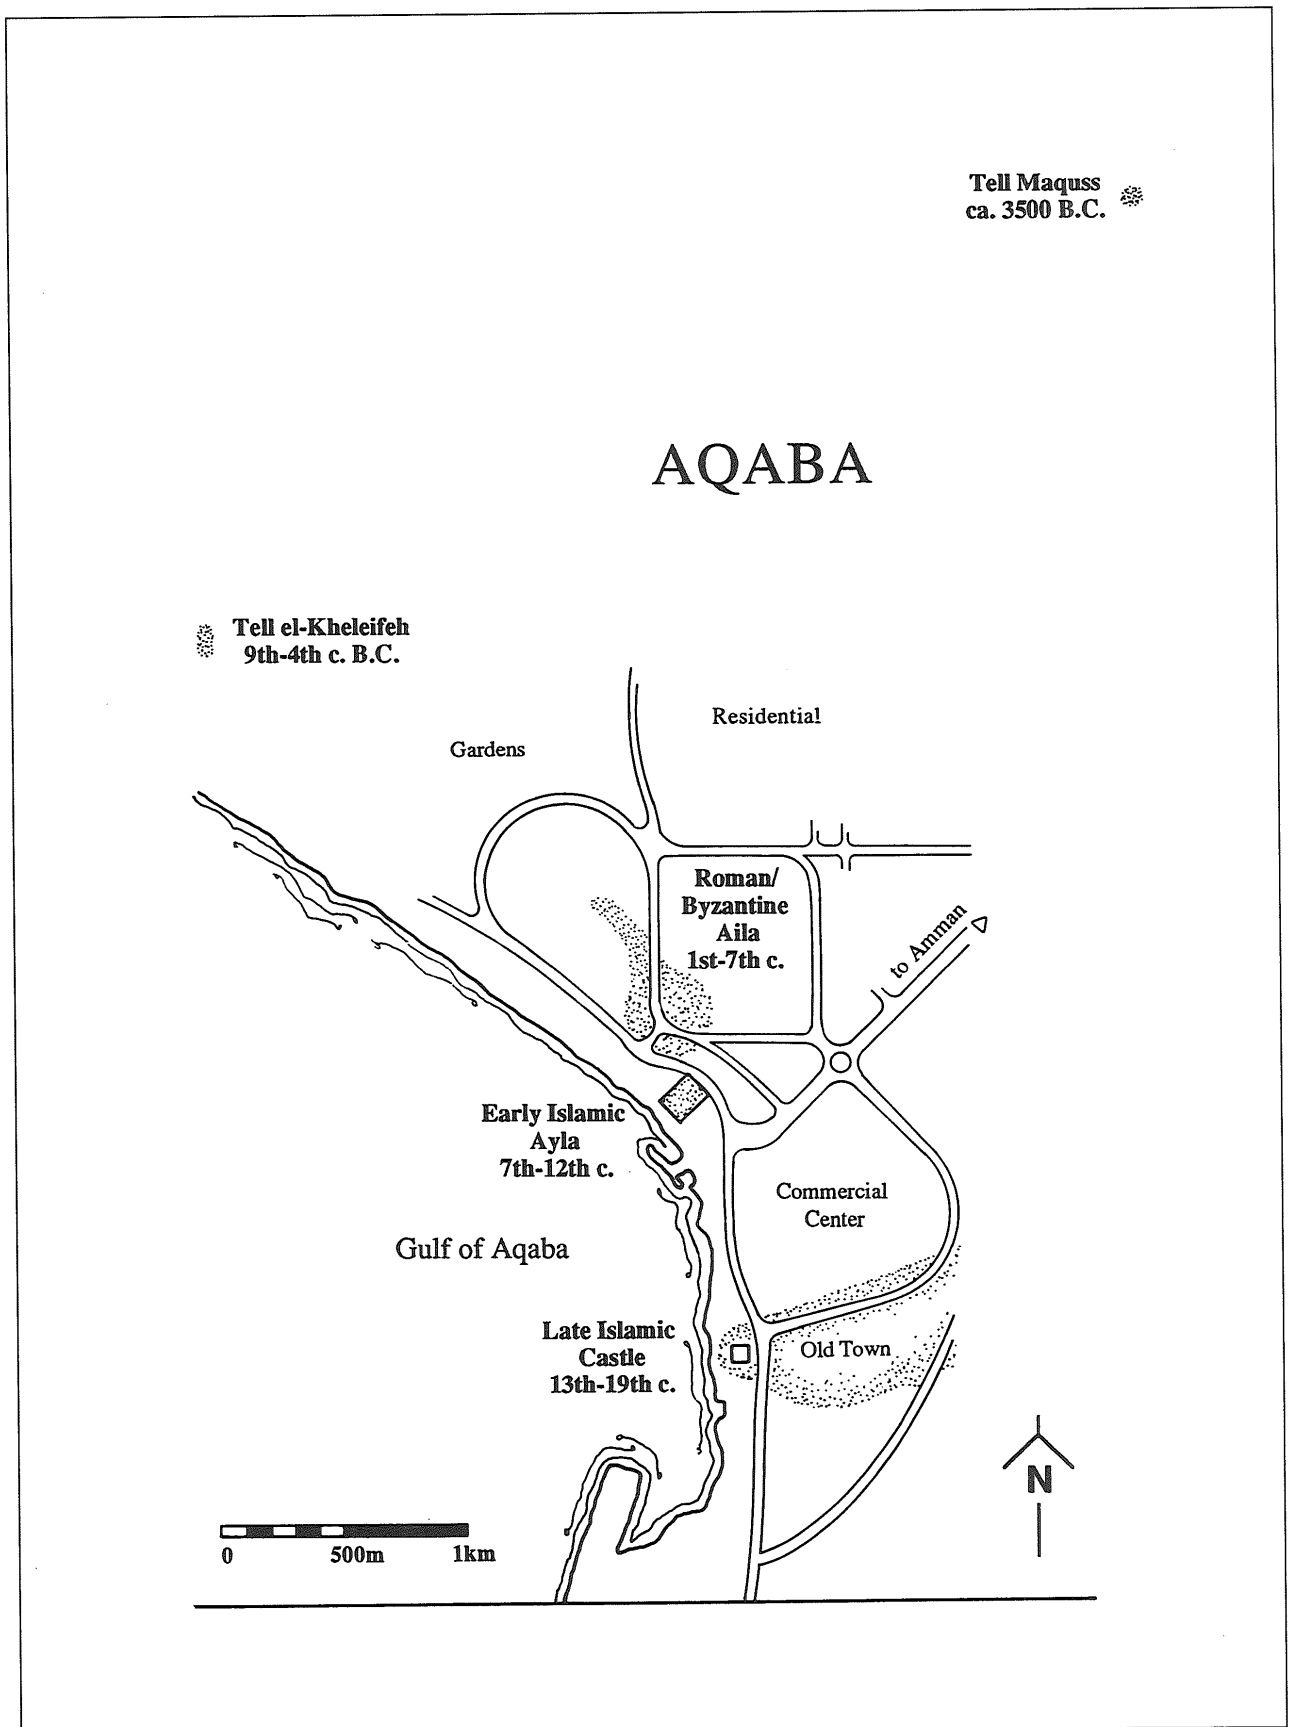 Tell Maquss
ca. 3500 B.C.
AQABA
Tell el-Kheleifeh
9th-4th c. B.C.
Residential
Gardens
Roman/
Byzantine
Aila
1st-7th c.
to Amman
Early Islamic
Ayla
7th-12th c.
Commercial
Center
Gulf of Aqaba
Late Islamic
Castle
13th-19th c.
Old Town
N
0 500m 1km